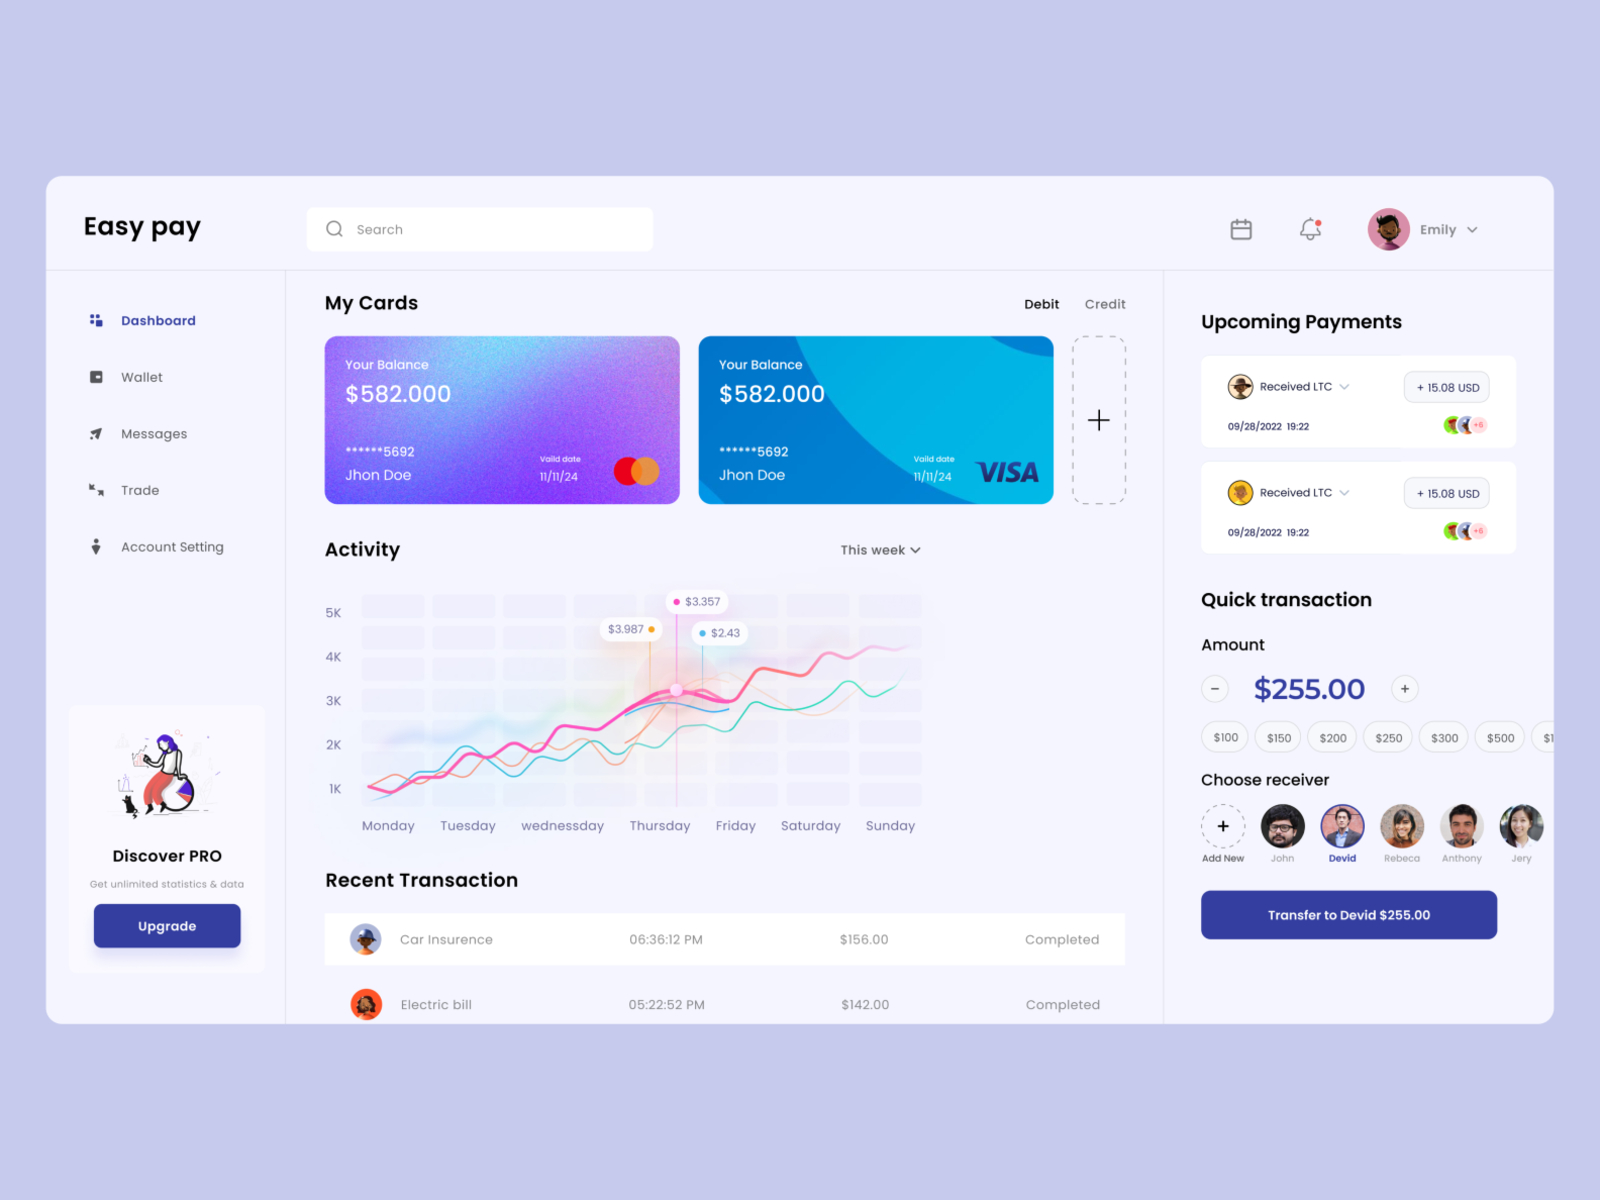 Easy pay
Search
Emily
Dashboard
Wallet
Messages
Trade
Account Setting
Discover PRO
Get unlimited statistics & data
Upgrade
My Cards
Debit
Credit
Your Balance
$582.000
******5692
Jhon Doe
Vaild date
11/11/24
Your Balance
$582.000
******5692
Jhon Doe
Vaild date
11/11/24
VISA
Activity
This week
5K
4K
3K
2K
1K
$3.357
$3.987
$2.43
Monday
Tuesday
wednessday
Thursday
Friday
Saturday
Sunday
Recent Transaction
Car Insurence
06:36:12 PM
$156.00
Completed
Electric bill
05:22:52 PM
$142.00
Completed
Upcoming Payments
Received LTC
+ 15.08 USD
09/28/2022 19:22
+6
Received LTC
+ 15.08 USD
09/28/2022 19:22
+6
Quick transaction
Amount
−
$255.00
+
$100
$150
$200
$250
$300
$500
$1
Choose receiver
Add New
John
Devid
Rebeca
Anthony
Jery
Transfer to Devid $255.00